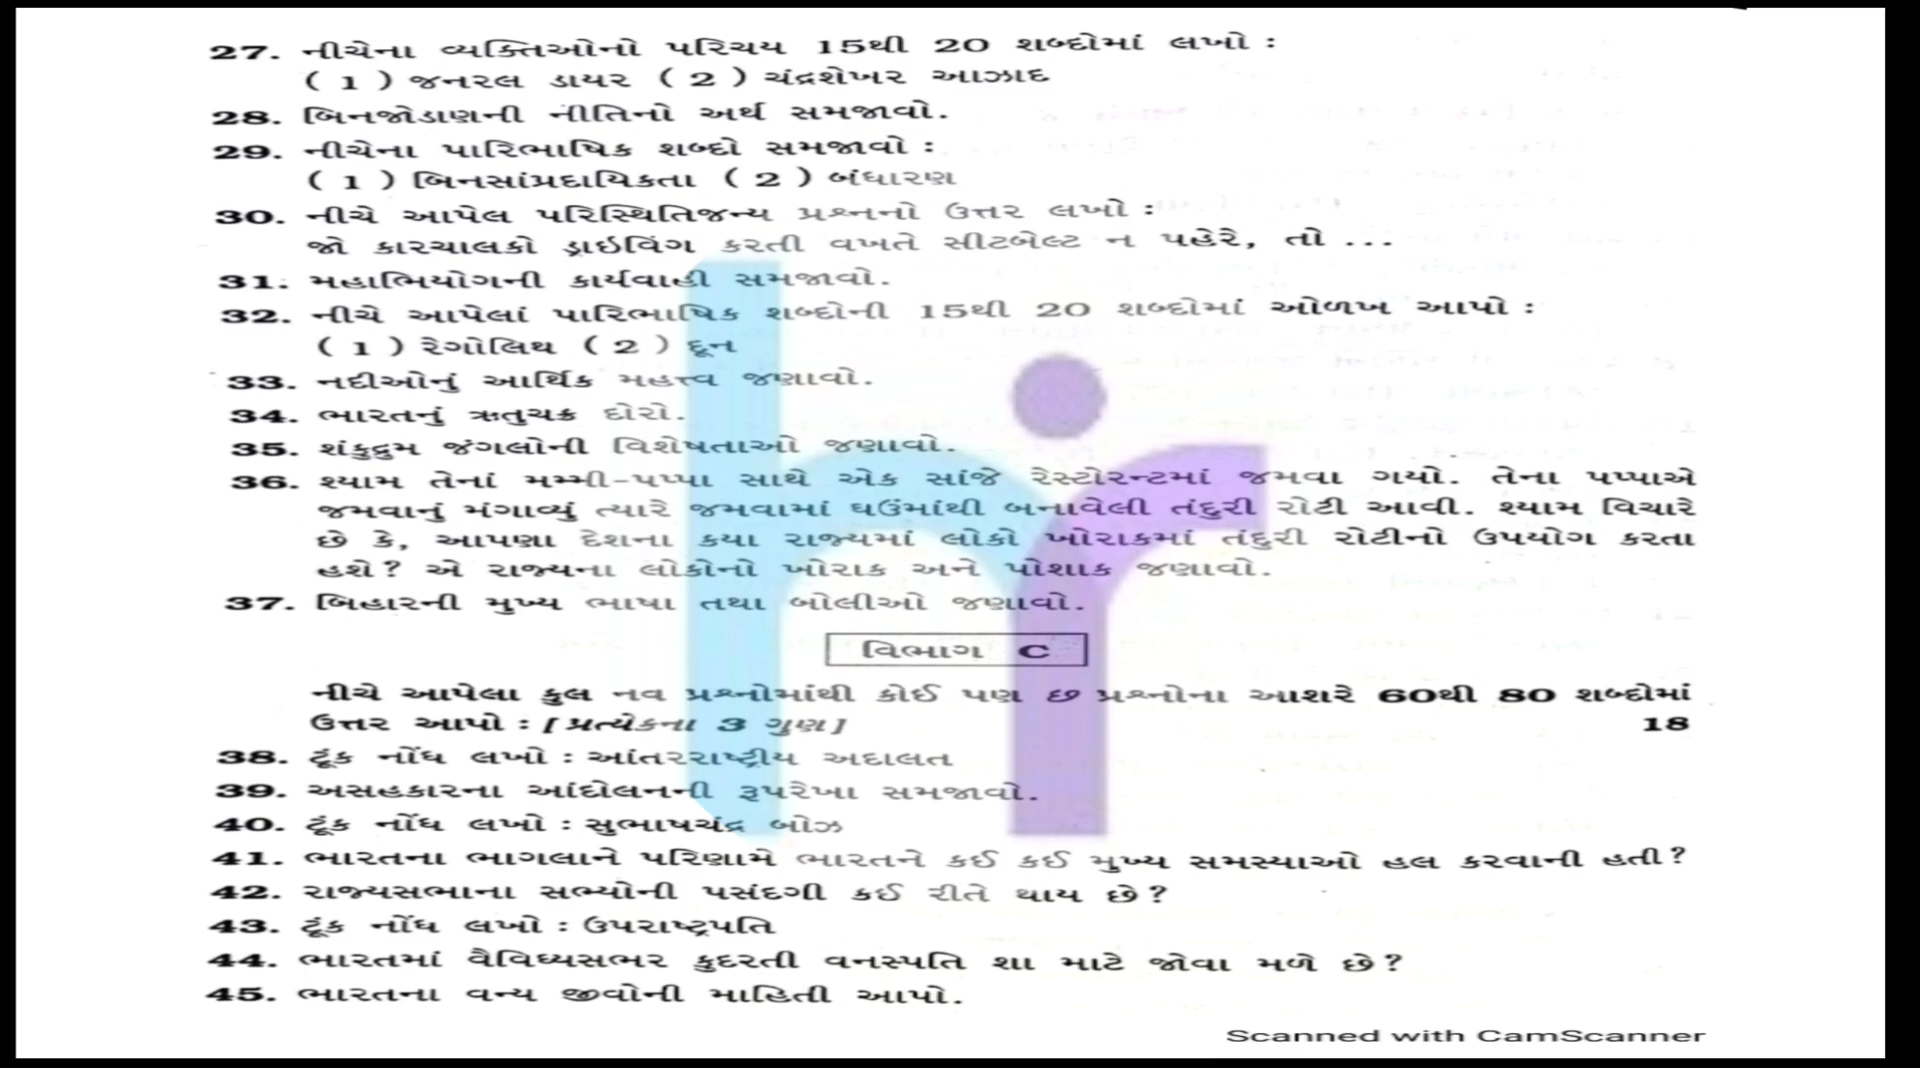 27. નીચેના વ્યક્તિઓનો પરિચય 15થી 20 શબ્દોમાં લખો :
( 1 ) જનરલ ડાયર ( 2 ) ચંદ્રશેખર આઝાદ
28. બિનજોડાણની નીતિનો અર્થ સમજાવો.
29. નીચેના પારિભાષિક શબ્દો સમજાવો :
( 1 ) બિનસાંપ્રદાયિકતા ( 2 ) બંધારણ
30. નીચે આપેલ પરિસ્થિતિજન્ય પ્રશ્નનો ઉત્તર લખો :
જો કારચાલકો ડ્રાઇવિંગ કરતી વખતે સીટબેલ્ટ ન પહેરે, તો ...
31. મહાભિયોગની કાર્યવાહી સમજાવો.
32. નીચે આપેલાં પારિભાષિક શબ્દોની 15થી 20 શબ્દોમાં ઓળખ આપો :
( 1 ) રેગોલિથ ( 2 ) દૂન
33. નદીઓનું આર્થિક મહત્ત્વ જણાવો.
34. ભારતનું ઋતુચક્ર દોરો.
35. શંકુદ્રુમ જંગલોની વિશેષતાઓ જણાવો.
36. શ્યામ તેનાં મમ્મી-પપ્પા સાથે એક સાંજે રેસ્ટોરન્ટમાં જમવા ગયો. તેના પપ્પાએ
જમવાનું મંગાવ્યું ત્યારે જમવામાં ઘઉંમાંથી બનાવેલી તંદુરી રોટી આવી. શ્યામ વિચારે
છે કે, આપણા દેશના કયા રાજ્યમાં લોકો ખોરાકમાં તંદુરી રોટીનો ઉપયોગ કરતા
હશે? એ રાજ્યના લોકોનો ખોરાક અને પોશાક જણાવો.
37. બિહારની મુખ્ય ભાષા તથા બોલીઓ જણાવો.
વિભાગ C
નીચે આપેલા કુલ નવ પ્રશ્નોમાંથી કોઈ પણ છ પ્રશ્નોના આશરે 60થી 80 શબ્દોમાં
ઉત્તર આપો : [ પ્રત્યેકના 3 ગુણ ] 18
38. ટૂંક નોંધ લખો : આંતરરાષ્ટ્રીય અદાલત
39. અસહકારના આંદોલનની રૂપરેખા સમજાવો.
40. ટૂંક નોંધ લખો : સુભાષચંદ્ર બોઝ
41. ભારતના ભાગલાને પરિણામે ભારતને કઈ કઈ મુખ્ય સમસ્યાઓ હલ કરવાની હતી?
42. રાજ્યસભાના સભ્યોની પસંદગી કઈ રીતે થાય છે?
43. ટૂંક નોંધ લખો : ઉપરાષ્ટ્રપતિ
44. ભારતમાં વૈવિધ્યસભર કુદરતી વનસ્પતિ શા માટે જોવા મળે છે?
45. ભારતના વન્ય જીવોની માહિતી આપો.
Scanned with CamScanner